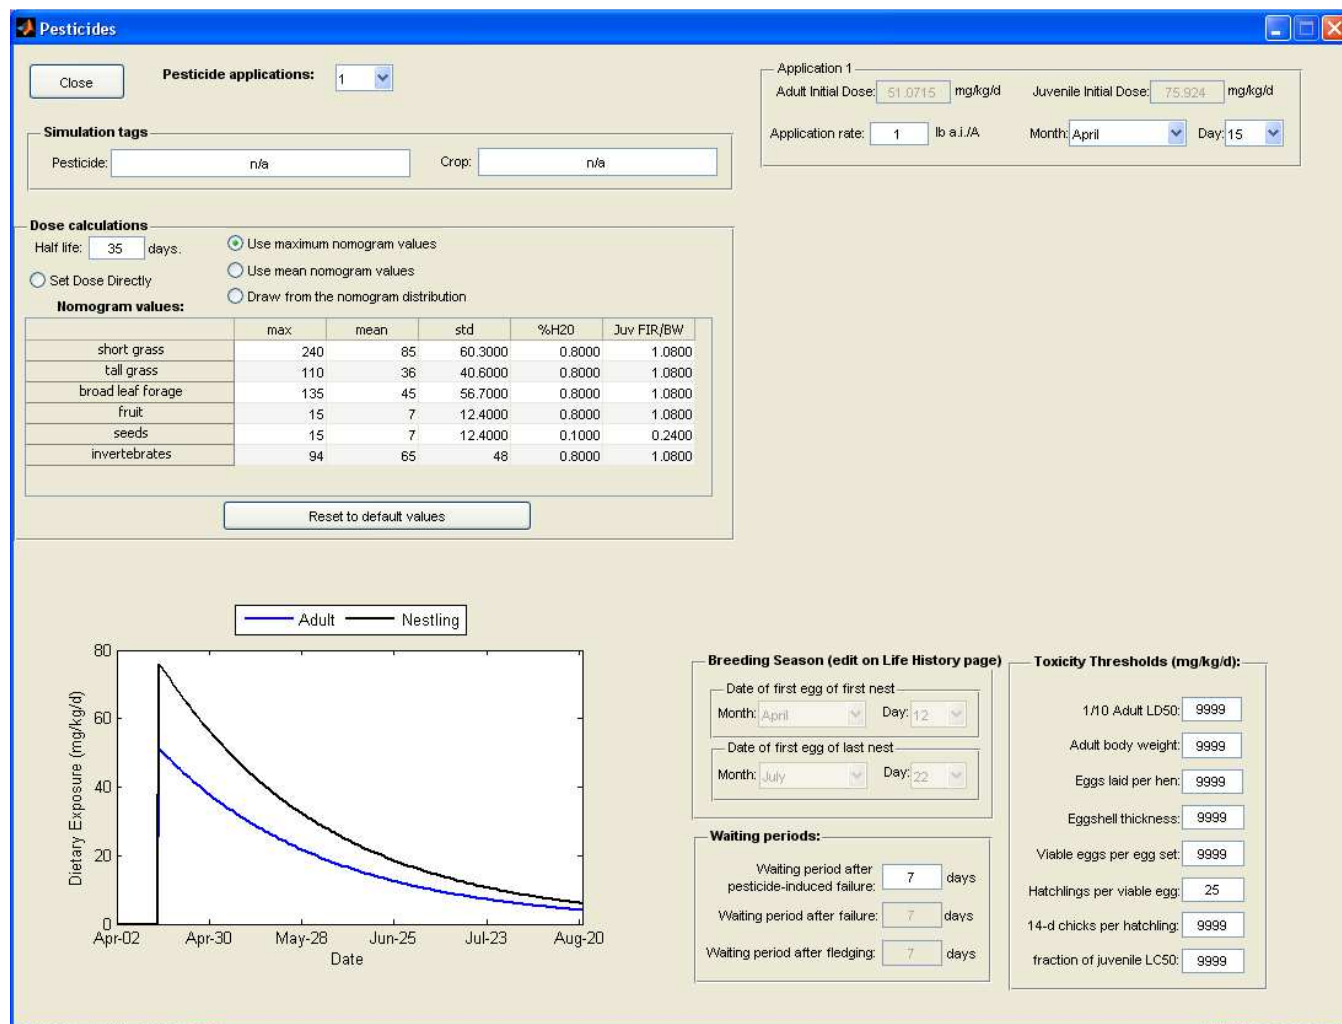 Pesticides
Close
Pesticide applications: 1
Application 1
Adult Initial Dose: 51.0715 mg/kg/d Juvenile Initial Dose: 75.924 mg/kg/d
Application rate: 1 lb a.i./A Month: April Day: 15
Simulation tags
Pesticide: n/a Crop: n/a
Dose calculations
Half life: 35 days.
Use maximum nomogram values
Use mean nomogram values
Set Dose Directly
Draw from the nomogram distribution
Nomogram values:
max mean std %H20 Juv FIR/BW
short grass 240 85 60.3000 0.8000 1.0800
tall grass 110 36 40.6000 0.8000 1.0800
broad leaf forage 135 45 56.7000 0.8000 1.0800
fruit 15 7 12.4000 0.8000 1.0800
seeds 15 7 12.4000 0.1000 0.2400
invertebrates 94 65 48 0.8000 1.0800
Reset to default values
Adult Nestling
Dietary Exposure (mg/kg/d)
80
60
40
20
0
Apr-02 Apr-30 May-28 Jun-25 Jul-23 Aug-20
Date
Breeding Season (edit on Life History page)
Date of first egg of first nest
Month: April Day: 12
Date of first egg of last nest
Month: July Day: 22
Waiting periods:
Waiting period after
pesticide-induced failure: 7 days
Waiting period after failure: 7 days
Waiting period after fledging: 7 days
Toxicity Thresholds (mg/kg/d):
1/10 Adult LD50: 9999
Adult body weight: 9999
Eggs laid per hen: 9999
Eggshell thickness: 9999
Viable eggs per egg set: 9999
Hatchlings per viable egg: 25
14-d chicks per hatchling: 9999
fraction of juvenile LC50: 9999